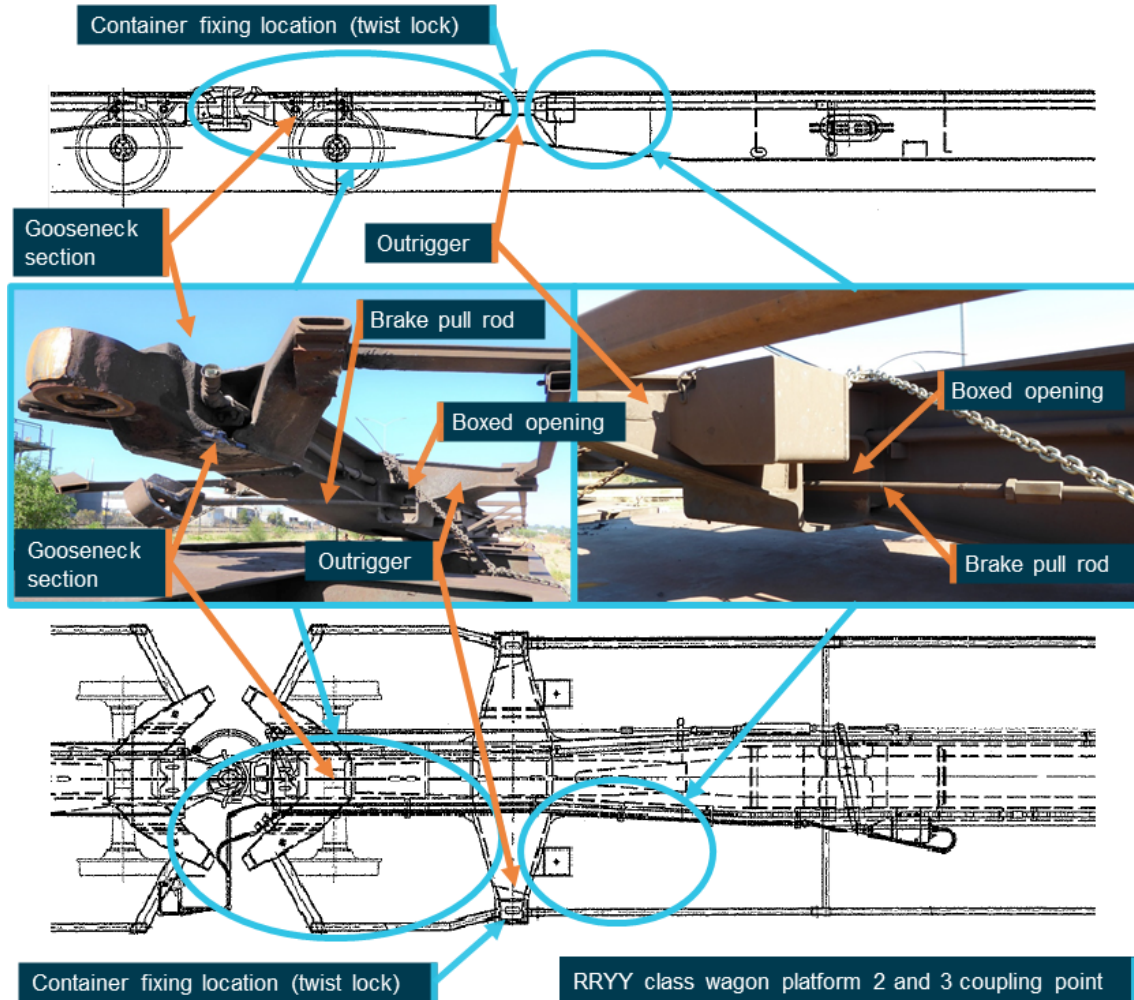 Container fixing location (twist lock)
Gooseneck
section
Outrigger
Brake pull rod
Boxed opening
Boxed opening
Gooseneck
section
Outrigger
Brake pull rod
Container fixing location (twist lock)
RRYY class wagon platform 2 and 3 coupling point